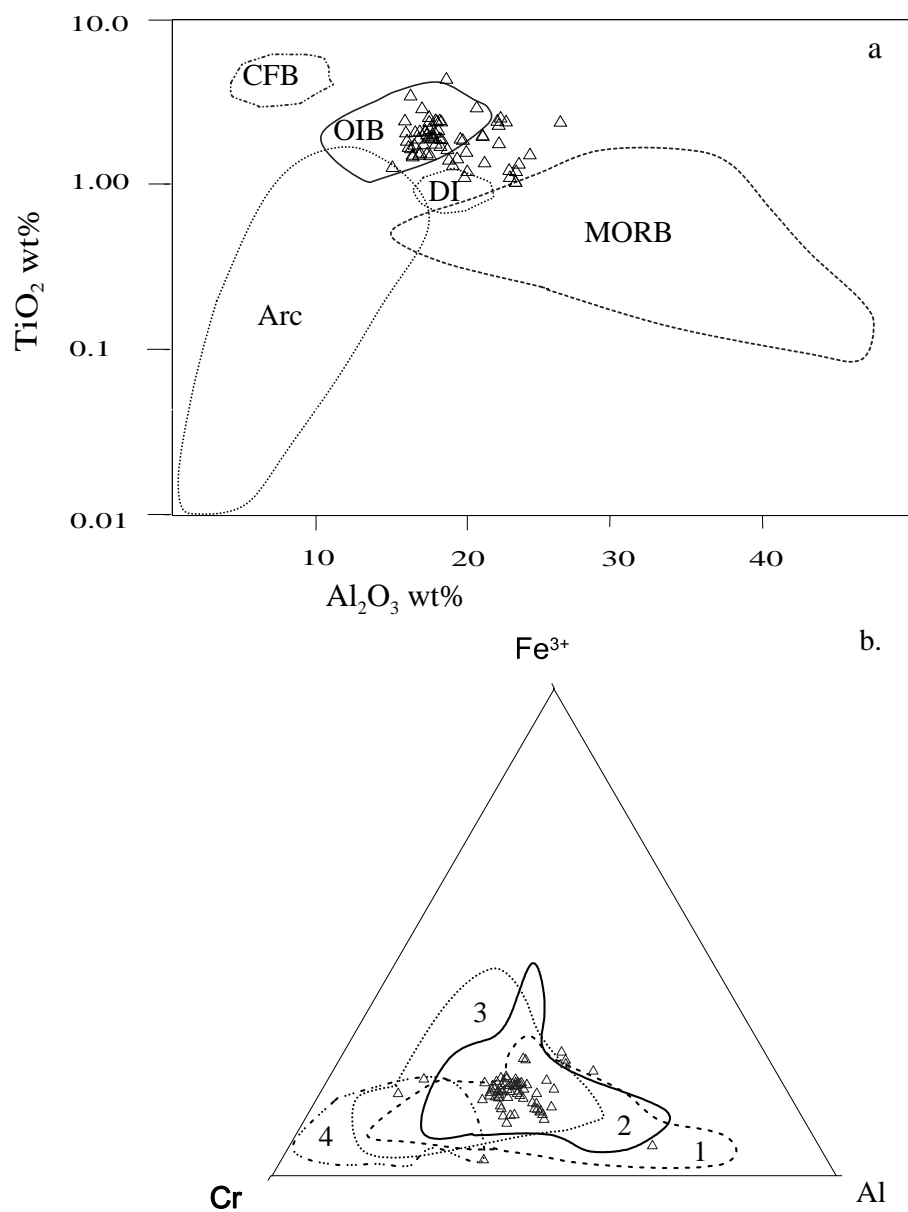 10.0
a
CFB
OIB
1.00
DI
MORB
TiO₂ wt%
Arc
0.1
0.01
10 20 30 40
Al₂O₃ wt%
b.
Fe³⁺
3
4
2
1
Cr
Al